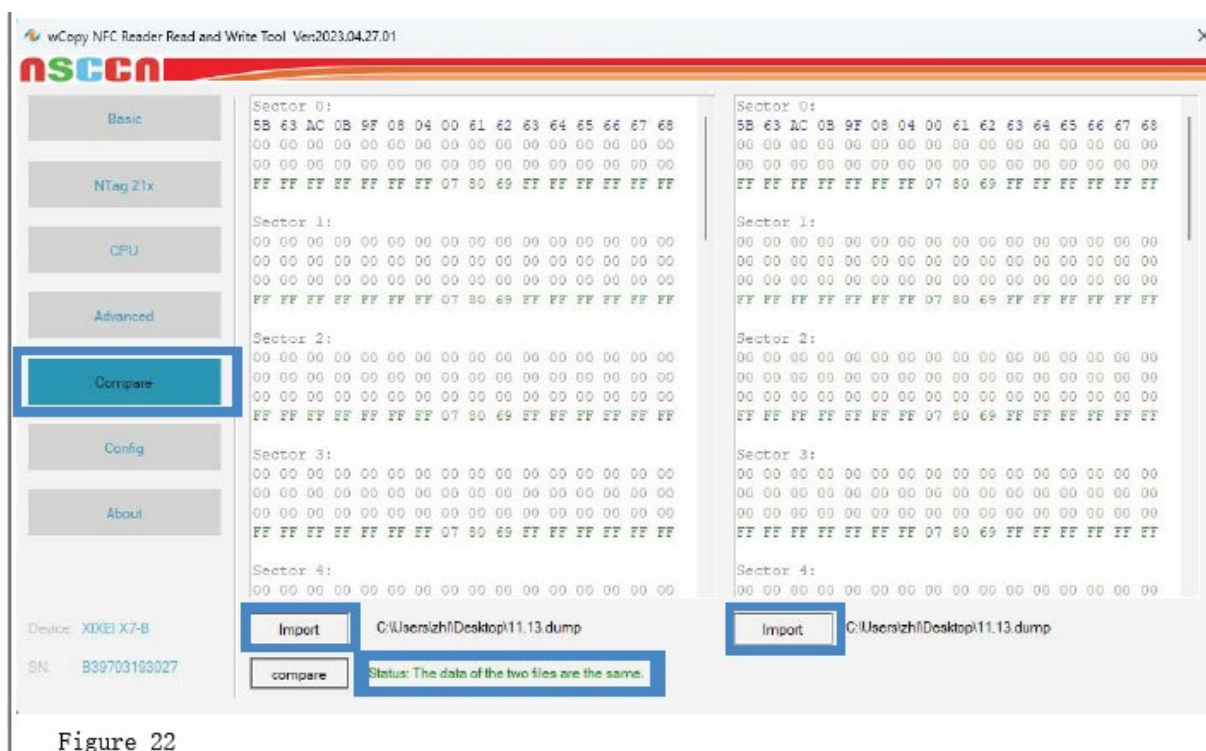 wCopy NFC Reader Read and Write Tool Ver:2023.04.27.01
nsccn
Basic
NTag 21x
CPU
Advanced
Compare
Config
About
Device: XIXEI X7-B
SN: B39703193027
Sector 0:
5B 63 AC 0B 9F 08 04 00 61 62 63 64 65 66 67 68
00 00 00 00 00 00 00 00 00 00 00 00 00 00 00 00
00 00 00 00 00 00 00 00 00 00 00 00 00 00 00 00
FF FF FF FF FF FF FF 07 80 69 FF FF FF FF FF FF
Sector 1:
00 00 00 00 00 00 00 00 00 00 00 00 00 00 00 00
00 00 00 00 00 00 00 00 00 00 00 00 00 00 00 00
00 00 00 00 00 00 00 00 00 00 00 00 00 00 00 00
FF FF FF FF FF FF FF 07 80 69 FF FF FF FF FF FF
Sector 2:
00 00 00 00 00 00 00 00 00 00 00 00 00 00 00 00
00 00 00 00 00 00 00 00 00 00 00 00 00 00 00 00
00 00 00 00 00 00 00 00 00 00 00 00 00 00 00 00
FF FF FF FF FF FF FF 07 80 69 FF FF FF FF FF FF
Sector 3:
00 00 00 00 00 00 00 00 00 00 00 00 00 00 00 00
00 00 00 00 00 00 00 00 00 00 00 00 00 00 00 00
00 00 00 00 00 00 00 00 00 00 00 00 00 00 00 00
FF FF FF FF FF FF FF 07 80 69 FF FF FF FF FF FF
Sector 4:
00 00 00 00 00 00 00 00 00 00 00 00 00 00 00 00
Import
C:\Users\zhl\Desktop\11.13.dump
compare
Status: The data of the two files are the same.
Sector 0:
5B 63 AC 0B 9F 08 04 00 61 62 63 64 65 66 67 68
00 00 00 00 00 00 00 00 00 00 00 00 00 00 00 00
00 00 00 00 00 00 00 00 00 00 00 00 00 00 00 00
FF FF FF FF FF FF FF 07 80 69 FF FF FF FF FF FF
Sector 1:
00 00 00 00 00 00 00 00 00 00 00 00 00 00 00 00
00 00 00 00 00 00 00 00 00 00 00 00 00 00 00 00
00 00 00 00 00 00 00 00 00 00 00 00 00 00 00 00
FF FF FF FF FF FF FF 07 80 69 FF FF FF FF FF FF
Sector 2:
00 00 00 00 00 00 00 00 00 00 00 00 00 00 00 00
00 00 00 00 00 00 00 00 00 00 00 00 00 00 00 00
00 00 00 00 00 00 00 00 00 00 00 00 00 00 00 00
FF FF FF FF FF FF FF 07 80 69 FF FF FF FF FF FF
Sector 3:
00 00 00 00 00 00 00 00 00 00 00 00 00 00 00 00
00 00 00 00 00 00 00 00 00 00 00 00 00 00 00 00
00 00 00 00 00 00 00 00 00 00 00 00 00 00 00 00
FF FF FF FF FF FF FF 07 80 69 FF FF FF FF FF FF
Sector 4:
00 00 00 00 00 00 00 00 00 00 00 00 00 00 00 00
Import
C:\Users\zhl\Desktop\11.13.dump
Figure 22